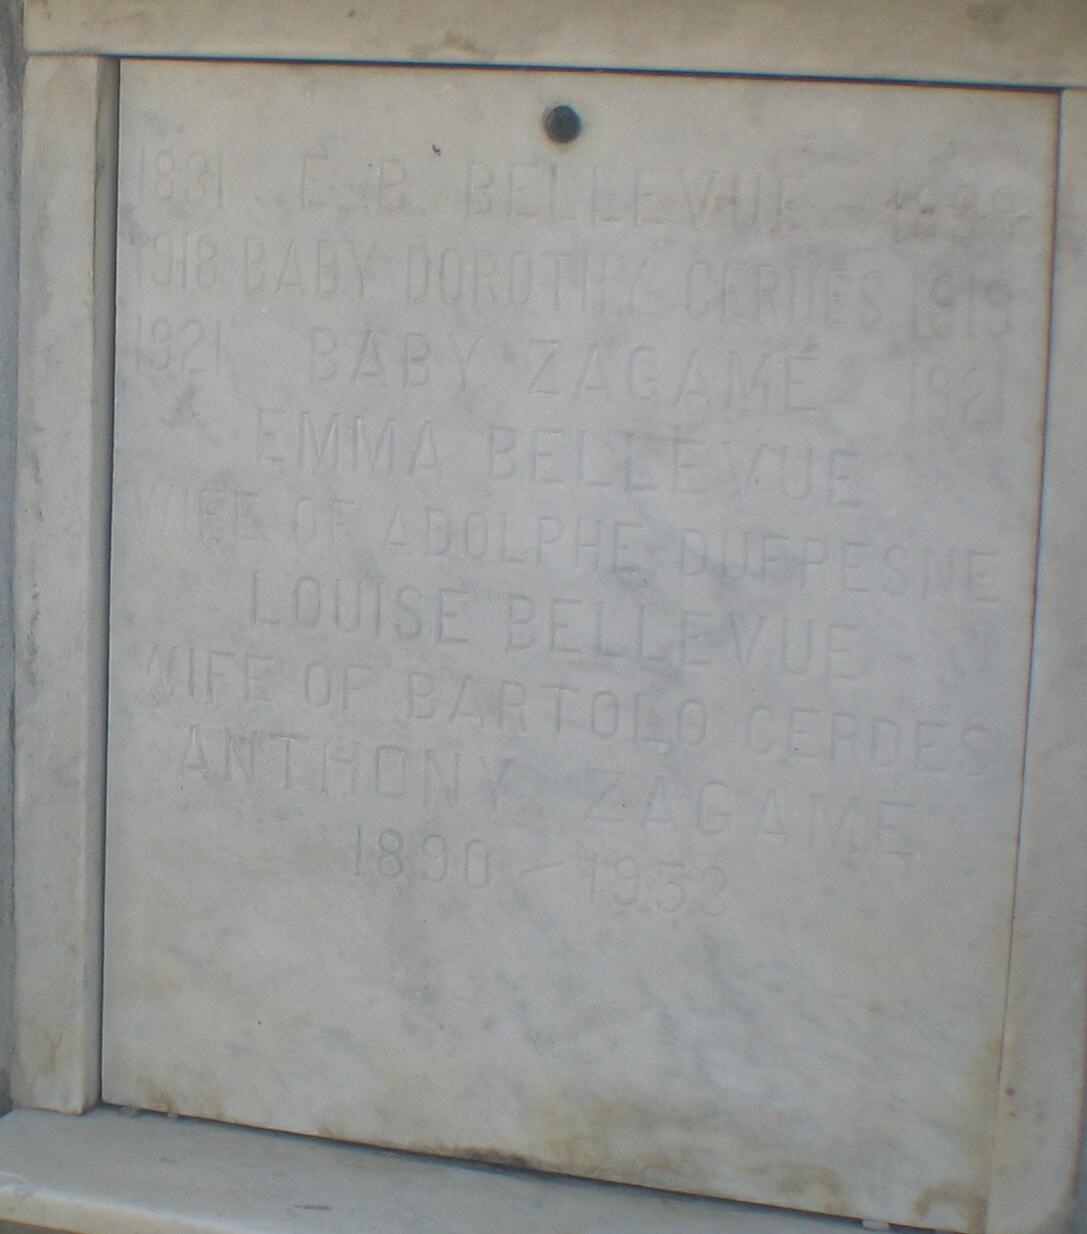 1831 E. B. BELLEVUE 1898
1918 BABY DOROTHY CERDES 1919
1921 BABY ZAGAME 1921
EMMA BELLEVUE
WIFE OF ADOLPHE DUFRESNE
LOUISE BELLEVUE
WIFE OF BARTOLO CERDES
ANTHONY ZAGAME
1890 — 1953